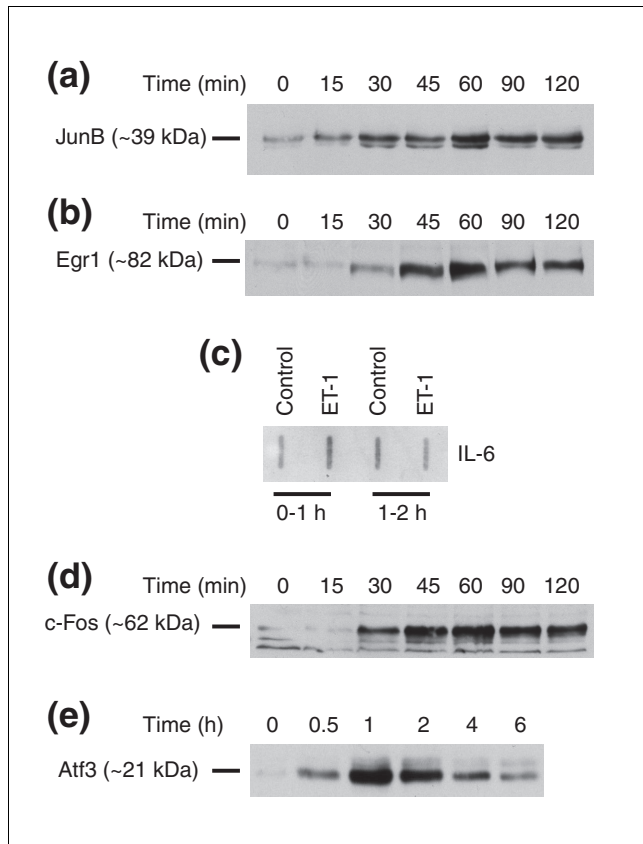 (a) Time (min) 0 15 30 45 60 90 120
JunB (~39 kDa)
(b) Time (min) 0 15 30 45 60 90 120
Egr1 (~82 kDa)
(c) Control ET-1 Control ET-1
IL-6
0-1 h 1-2 h
(d) Time (min) 0 15 30 45 60 90 120
c-Fos (~62 kDa)
(e) Time (h) 0 0.5 1 2 4 6
Atf3 (~21 kDa)